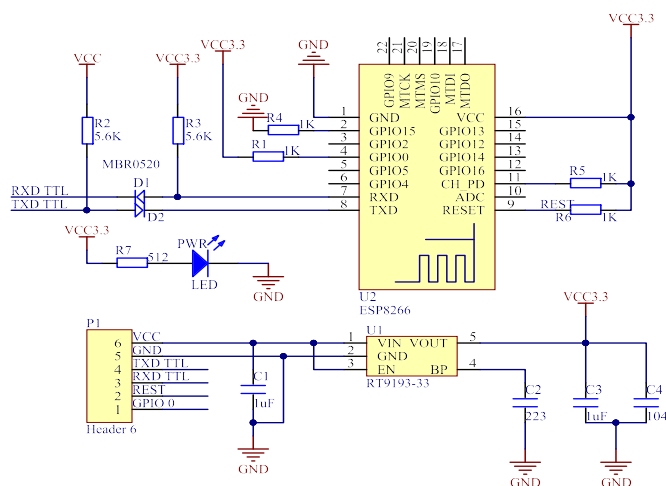 VCC3.3
GND
VCC3.3
VCC
VCC3.3
22 21 20 19 18 17
GPIO9 MTCK MTMS GPIO10 MTDI MTDO
GND
R2
5.6K
R3
5.6K
R4
1K
R1
1K
1 GND VCC 16
2 GPIO15 GPIO13 15
3 GPIO2 GPIO12 14
4 GPIO0 GPIO14 13
5 GPIO5 GPIO16 12
6 GPIO4 CH_PD 11
7 RXD ADC 10
8 TXD RESET 9
R5
1K
REST
R6
1K
MBR0520
D1
D2
RXD TTL
TXD TTL
VCC3.3
R7
512
PWR
LED
GND
U2
ESP8266
P1
6 VCC
5 GND
4 TXD TTL
3 RXD TTL
2 REST
1 GPIO 0
Header 6
C1
1uF
GND
U1
1 VIN VOUT 5
2 GND
3 EN BP 4
RT9193-33
VCC3.3
C2
223
GND
C3
1uF
C4
104
GND